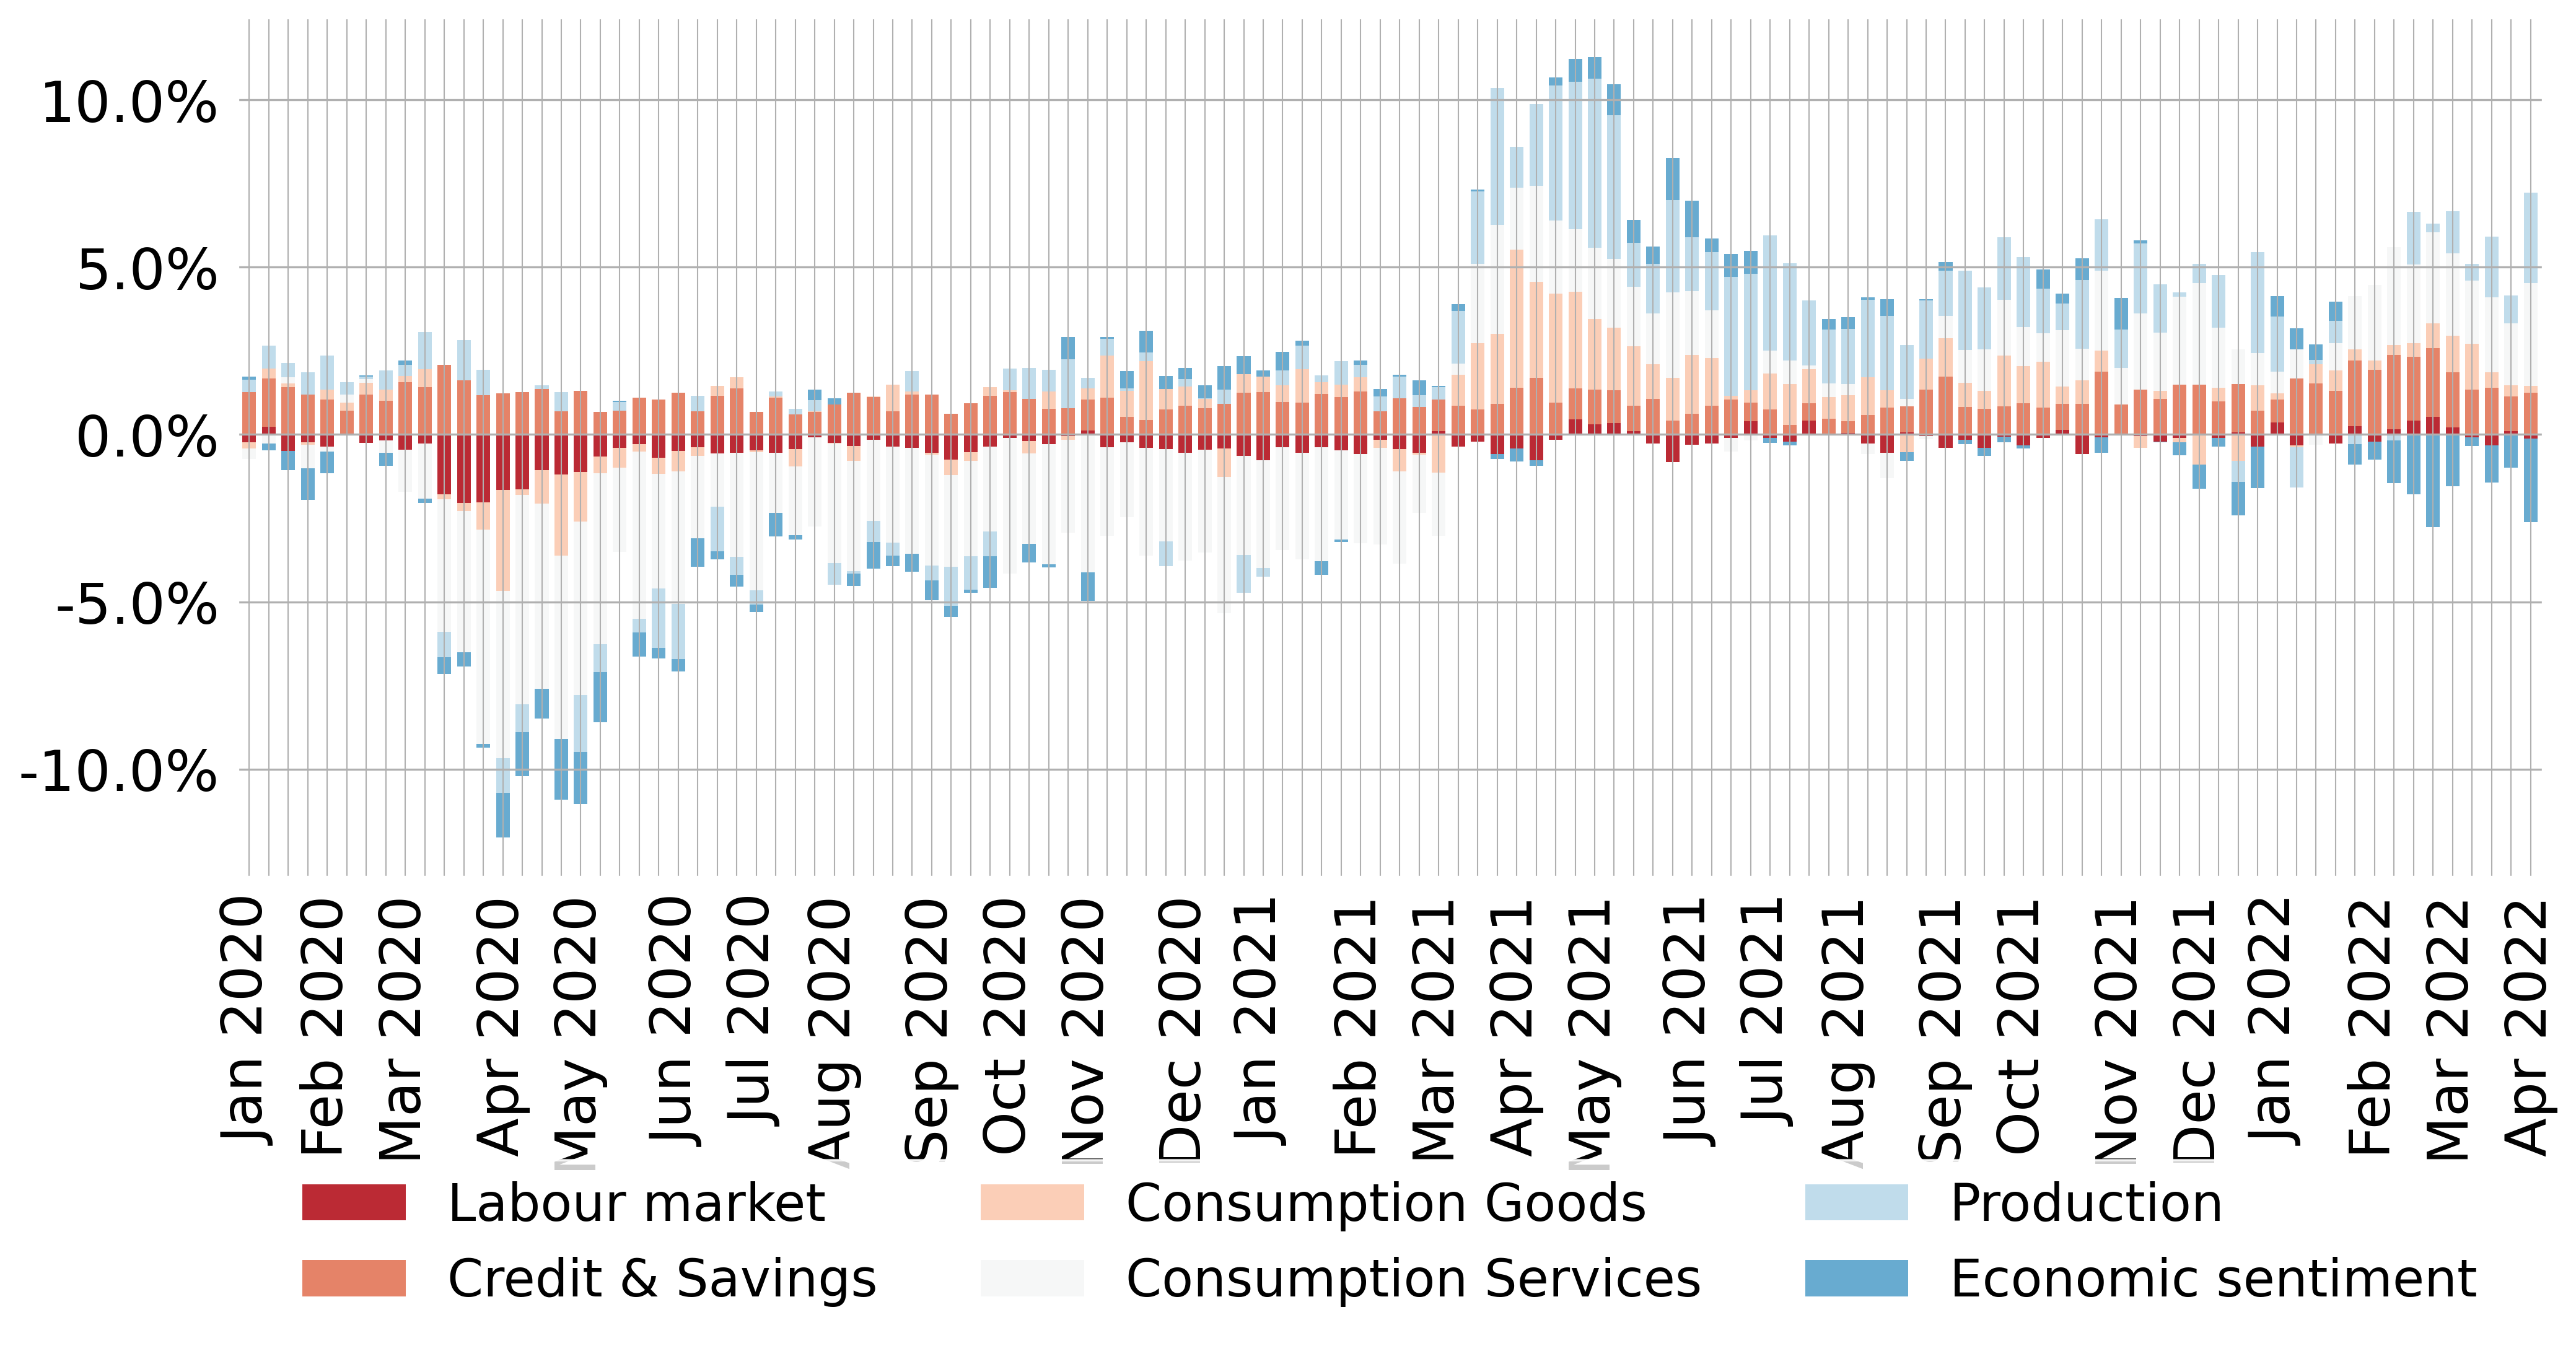 10.0%
5.0%
0.0%
-5.0%
-10.0%
Jan 2020
Feb 2020
Mar 2020
Apr 2020
May 2020
Jun 2020
Jul 2020
Aug 2020
Sep 2020
Oct 2020
Nov 2020
Dec 2020
Jan 2021
Feb 2021
Mar 2021
Apr 2021
May 2021
Jun 2021
Jul 2021
Aug 2021
Sep 2021
Oct 2021
Nov 2021
Dec 2021
Jan 2022
Feb 2022
Mar 2022
Apr 2022
Labour market
Consumption Goods
Production
Credit & Savings
Consumption Services
Economic sentiment